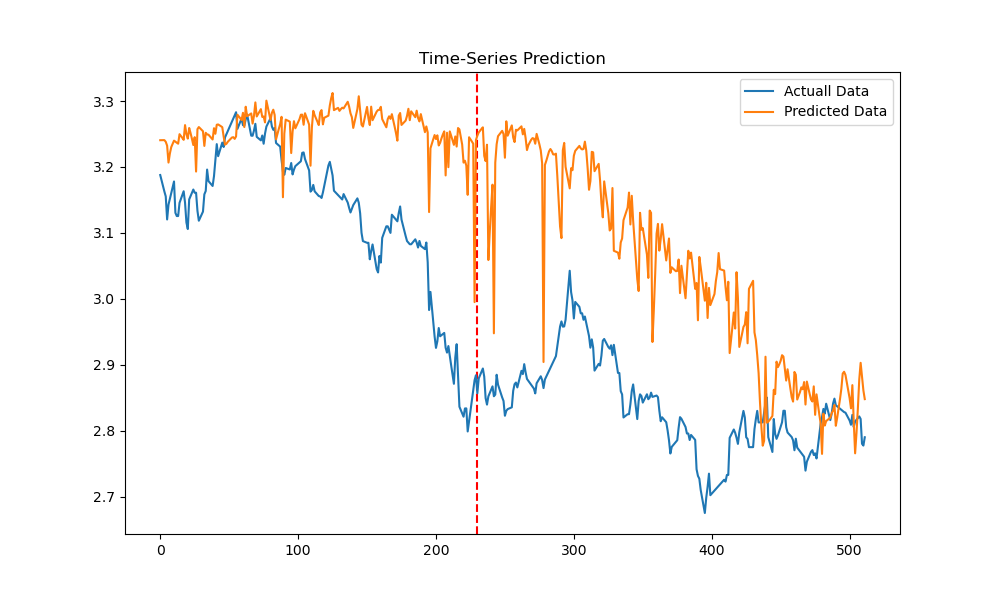 Time-Series Prediction
Actuall Data
Predicted Data
3.3
3.2
3.1
3.0
2.9
2.8
2.7
0 100 200 300 400 500